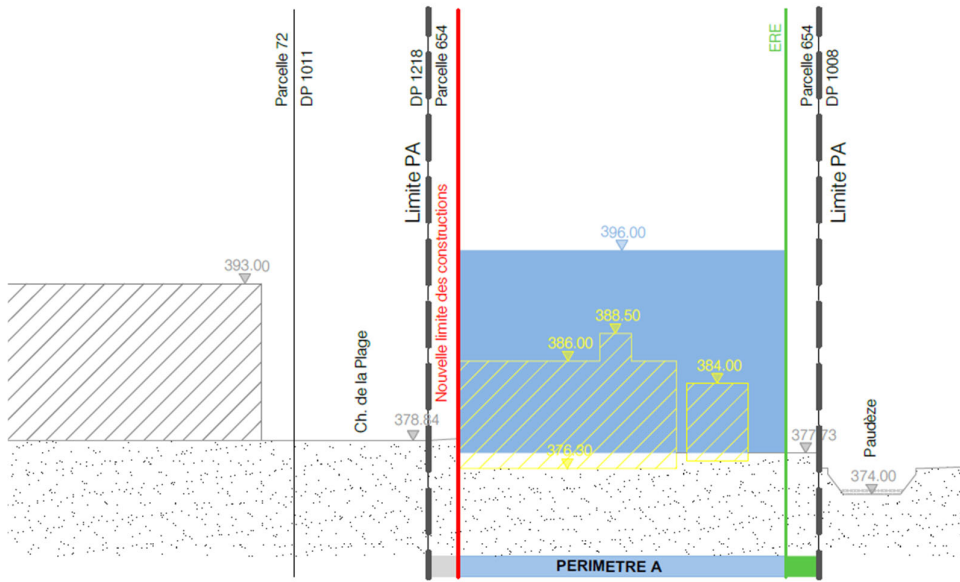 Parcelle 72
DP 1011
DP 1218
Parcelle 654
Limite PA
Nouvelle limite des constructions
ERE
Parcelle 654
DP 1008
Limite PA
396.00
393.00
388.50
386.00
384.00
Ch. de la Plage
378.84
376.30
377.73
Paudèze
374.00
PERIMETRE A